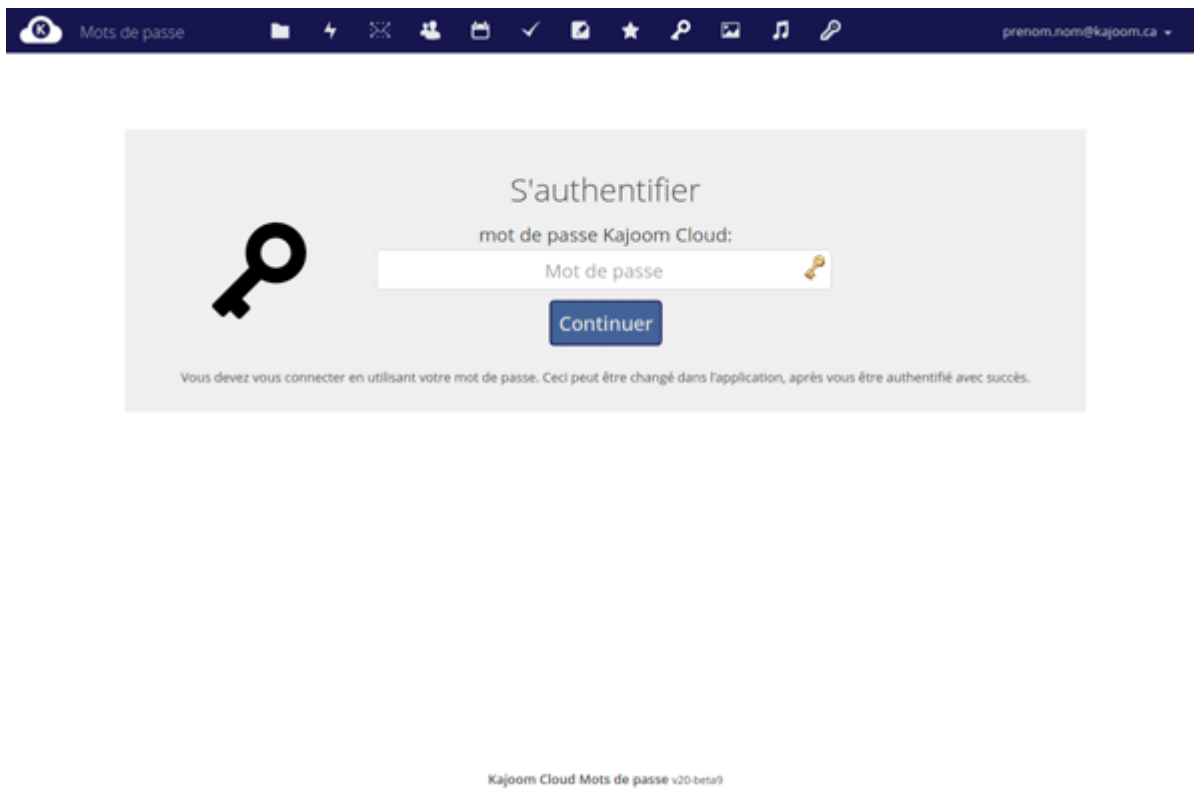 K
Mots de passe
prenom.nom@kajoom.ca
S'authentifier
mot de passe Kajoom Cloud:
Mot de passe
Continuer
Vous devez vous connecter en utilisant votre mot de passe. Ceci peut être changé dans l'application, après vous être authentifié avec succès.
Kajoom Cloud Mots de passe v20-beta9